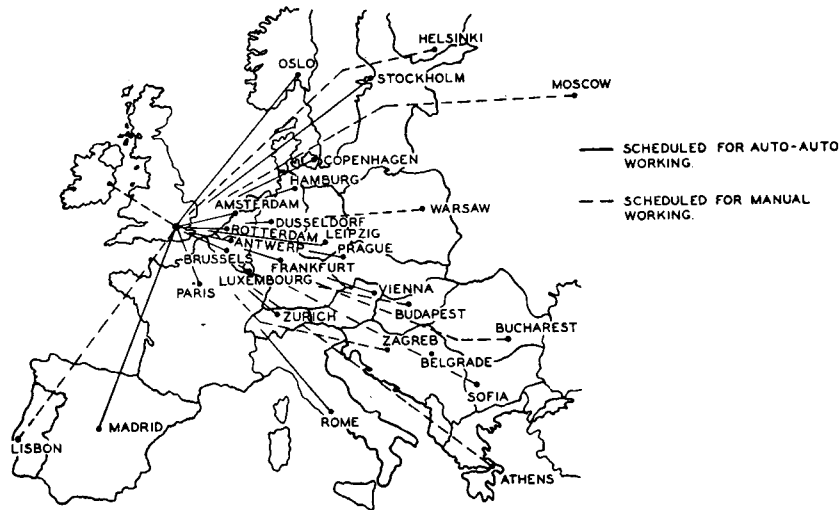 HELSINKI
OSLO
STOCKHOLM
MOSCOW
SCHEDULED FOR AUTO-AUTO
WORKING.
COPENHAGEN
HAMBURG
SCHEDULED FOR MANUAL
WORKING.
AMSTERDAM
WARSAW
DUSSELDORF
ROTTERDAM
LEIPZIG
ANTWERP
PRAGUE
BRUSSELS
FRANKFURT
LUXEMBOURG
PARIS
VIENNA
BUDAPEST
ZURICH
BUCHAREST
ZAGREB
BELGRADE
SOFIA
ROME
MADRID
LISBON
ATHENS